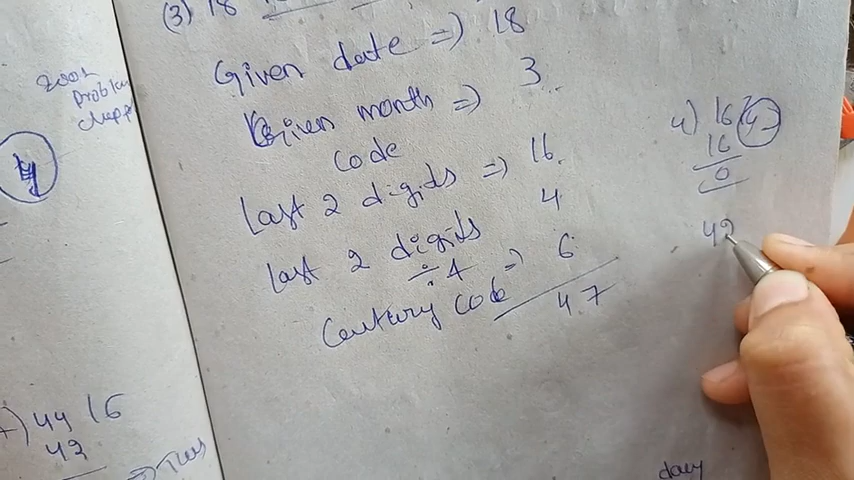 (3) 18
Given date => 18
Given month => 3
Code
Last 2 digits => 16
Last 2 digits 4
÷ 4
Century code => 6
47
4) 16 (4
16
0
42
4
44 16
42
day